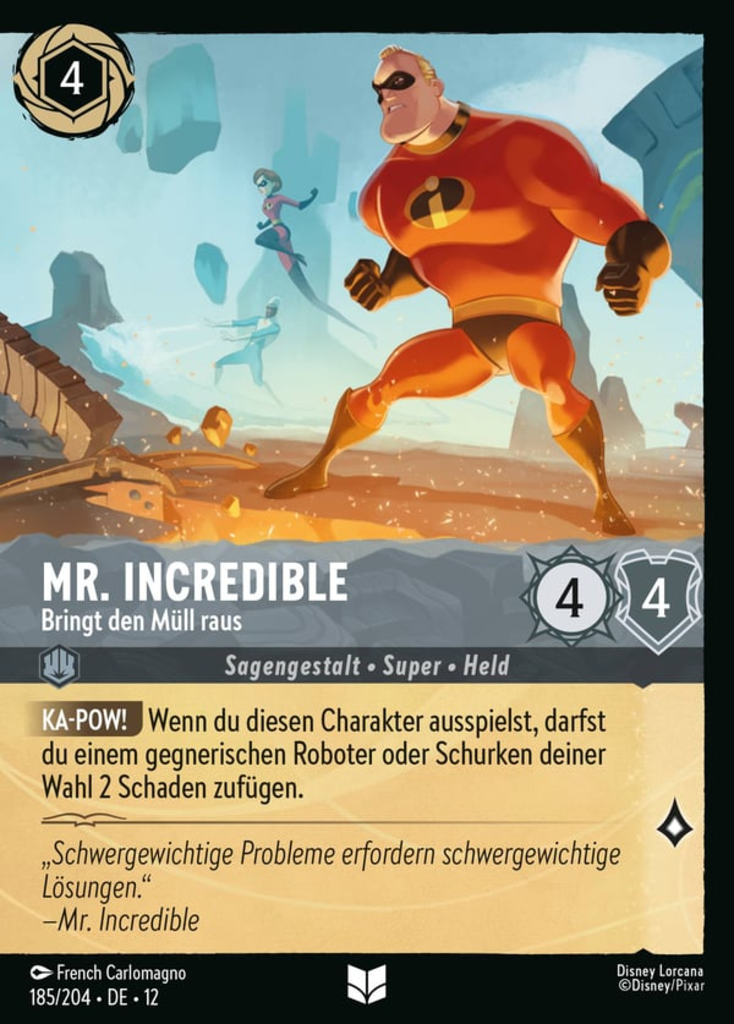 4
MR. INCREDIBLE
Bringt den Müll raus
4 4
Sagengestalt • Super • Held
KA-POW! Wenn du diesen Charakter ausspielst, darfst
du einem gegnerischen Roboter oder Schurken deiner
Wahl 2 Schaden zufügen.
„Schwergewichtige Probleme erfordern schwergewichtige
Lösungen.“
–Mr. Incredible
French Carlomagno
185/204 • DE • 12
Disney Lorcana
©Disney/Pixar